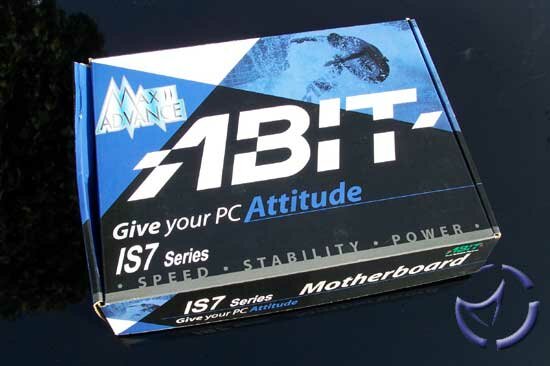 MAX II
ADVANCE
ABIT
Give your PC Attitude
IS7 Series
· SPEED · STABILITY · POWER ·
ABIT
IS7 Series
Give your PC Attitude
Motherboard